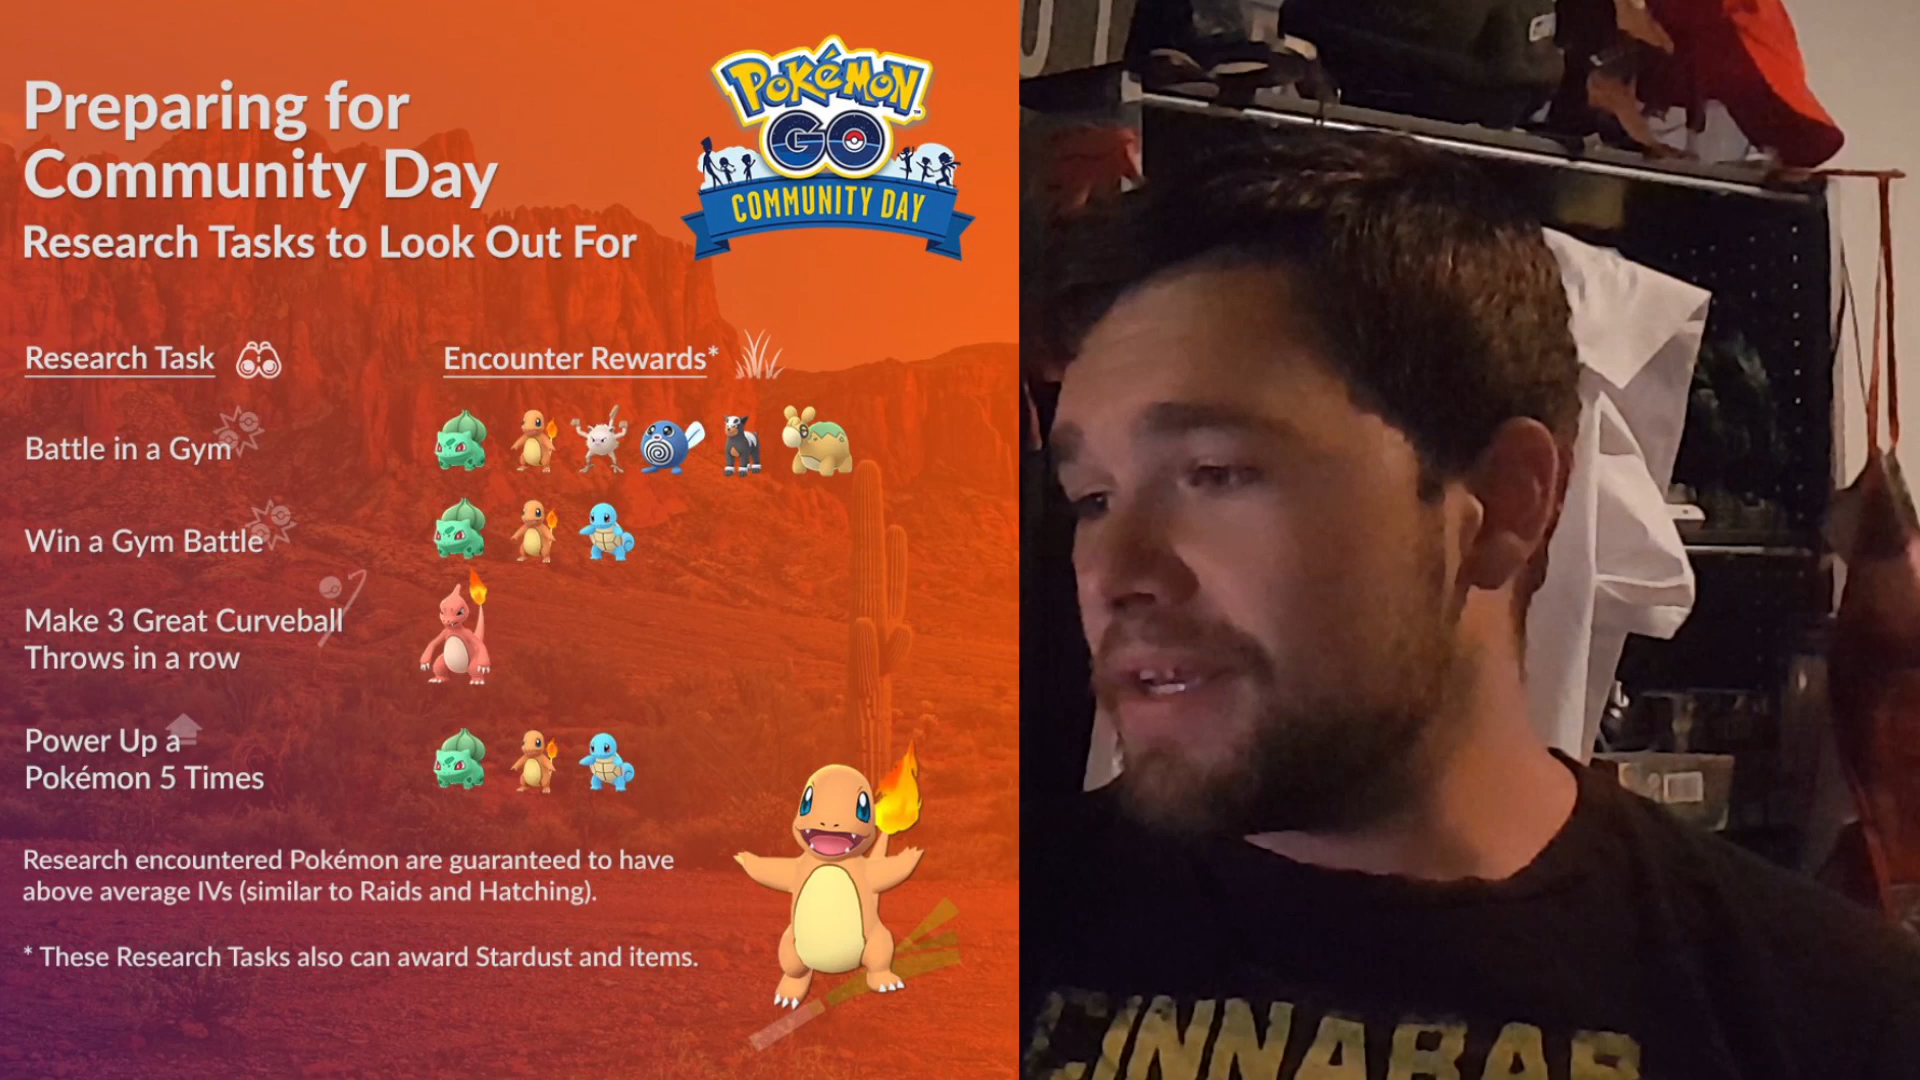 Preparing for
Community Day
Research Tasks to Look Out For
POKéMON
GO
COMMUNITY DAY
Research Task
Encounter Rewards*
Battle in a Gym
Win a Gym Battle
Make 3 Great Curveball
Throws in a row
Power Up a
Pokémon 5 Times
Research encountered Pokémon are guaranteed to have
above average IVs (similar to Raids and Hatching).
* These Research Tasks also can award Stardust and items.
CINNABAR